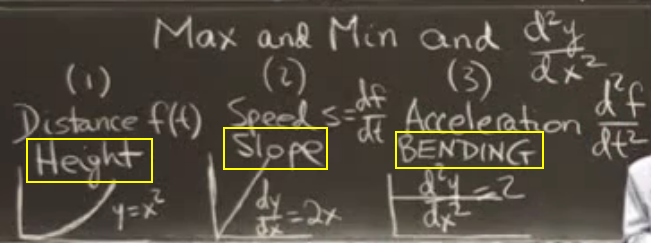 Max and Min and d²y/dx²
(1) (2) (3)
Distance f(t) Speed s=df/dt Acceleration d²f/dt²
Height Slope BENDING
y=x² dy/dx=2x d²y/dx²=2